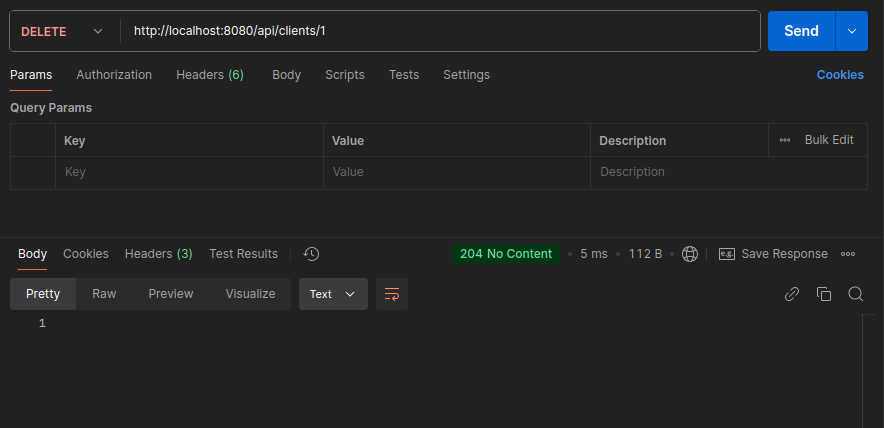 DELETE http://localhost:8080/api/clients/1 Send
Params Authorization Headers (6) Body Scripts Tests Settings Cookies
Query Params
Key Value Description ••• Bulk Edit
Key Value Description
Body Cookies Headers (3) Test Results 204 No Content • 5 ms • 112 B • e.g. Save Response •••
Pretty Raw Preview Visualize Text
1